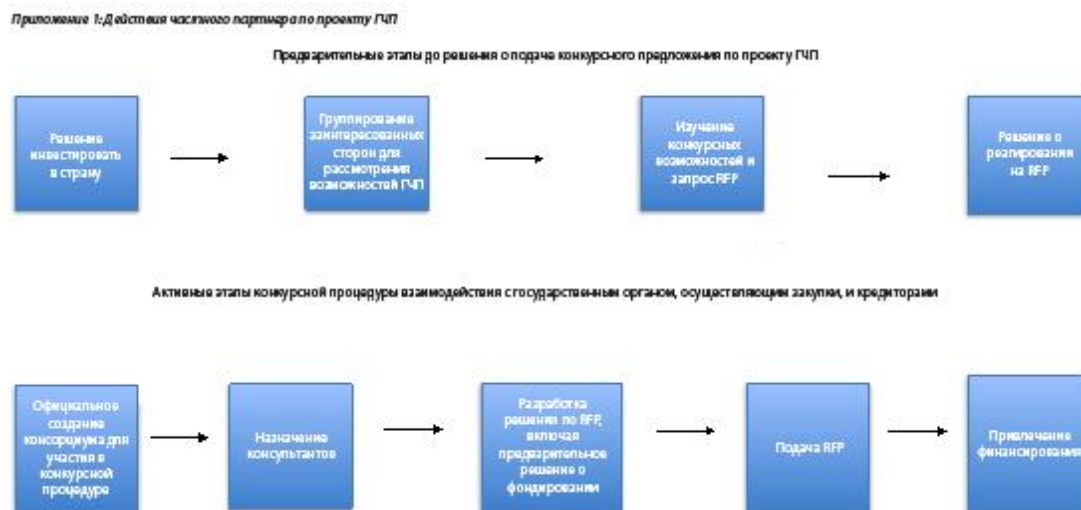 Приложение 1: Действия частного партнера по проекту ГЧП
Предварительные этапы до решения о подаче конкурсного предложения по проекту ГЧП
Решение
инвестировать
в страну
Группирование
заинтересованных
сторон для
рассмотрения
возможностей ГЧП
Изучение
конкурсных
возможностей и
запрос RFP
Решение о
реагировании
на RFP
Активные этапы конкурсной процедуры взаимодействия с государственным органом, осуществляющим закупки, и кредиторами
Официальное
создание
консорциума для
участия в
конкурсной
процедуре
Назначение
консультантов
Разработка
решения по RFP,
включая
предварительное
решение о
фондировании
Подача RFP
Привлечение
финансирования